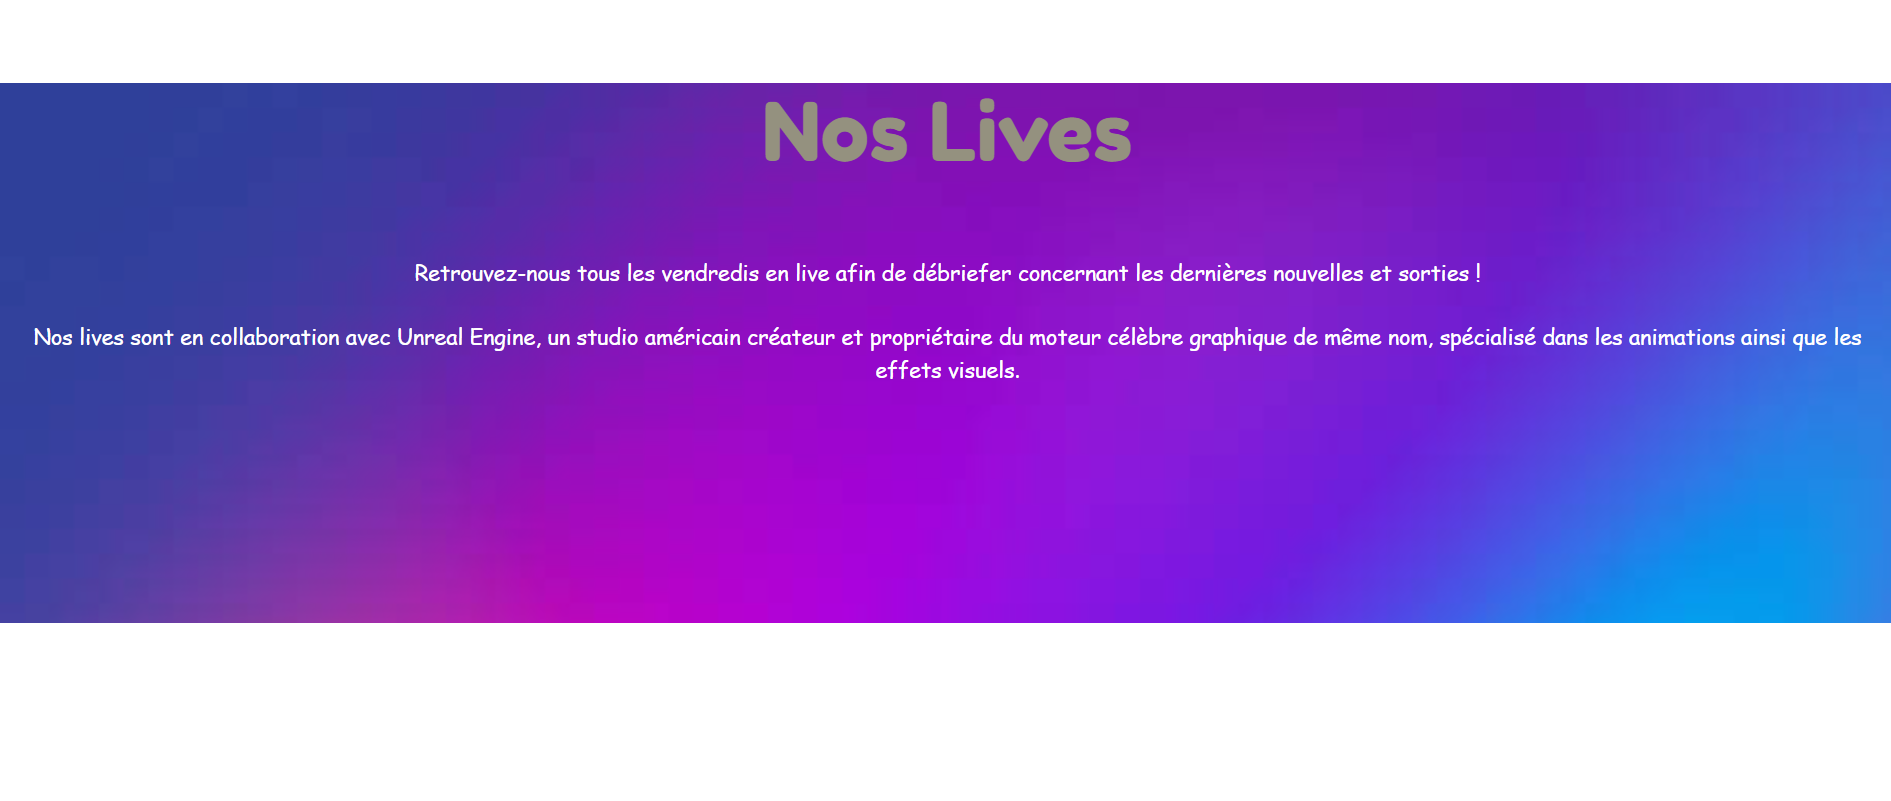 Nos Lives
Retrouvez-nous tous les vendredis en live afin de débriefer concernant les dernières nouvelles et sorties !
Nos lives sont en collaboration avec Unreal Engine, un studio américain créateur et propriétaire du moteur célèbre graphique de même nom, spécialisé dans les animations ainsi que les
effets visuels.